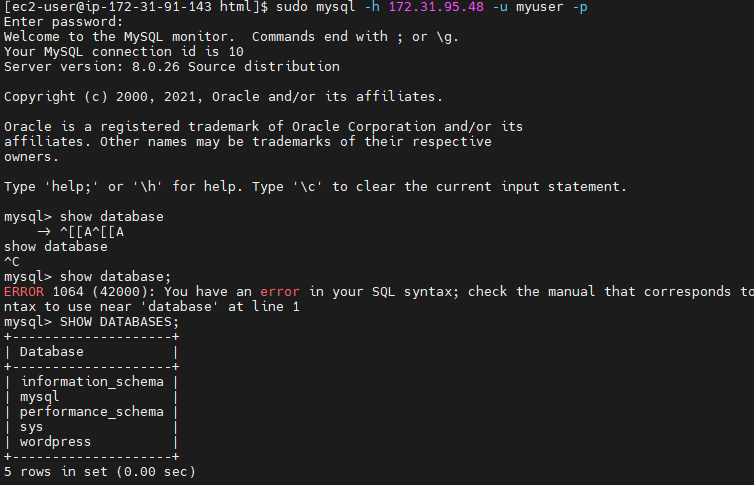 [ec2-user@ip-172-31-91-143 html]$ sudo mysql -h 172.31.95.48 -u myuser -p
Enter password:
Welcome to the MySQL monitor.  Commands end with ; or \g.
Your MySQL connection id is 10
Server version: 8.0.26 Source distribution

Copyright (c) 2000, 2021, Oracle and/or its affiliates.

Oracle is a registered trademark of Oracle Corporation and/or its
affiliates. Other names may be trademarks of their respective
owners.

Type 'help;' or '\h' for help. Type '\c' to clear the current input statement.

mysql> show database
    -> ^[[A^[[A
show database
^C
mysql> show database;
ERROR 1064 (42000): You have an error in your SQL syntax; check the manual that corresponds to
ntax to use near 'database' at line 1
mysql> SHOW DATABASES;
+--------------------+
| Database           |
+--------------------+
| information_schema |
| mysql              |
| performance_schema |
| sys                |
| wordpress          |
+--------------------+
5 rows in set (0.00 sec)